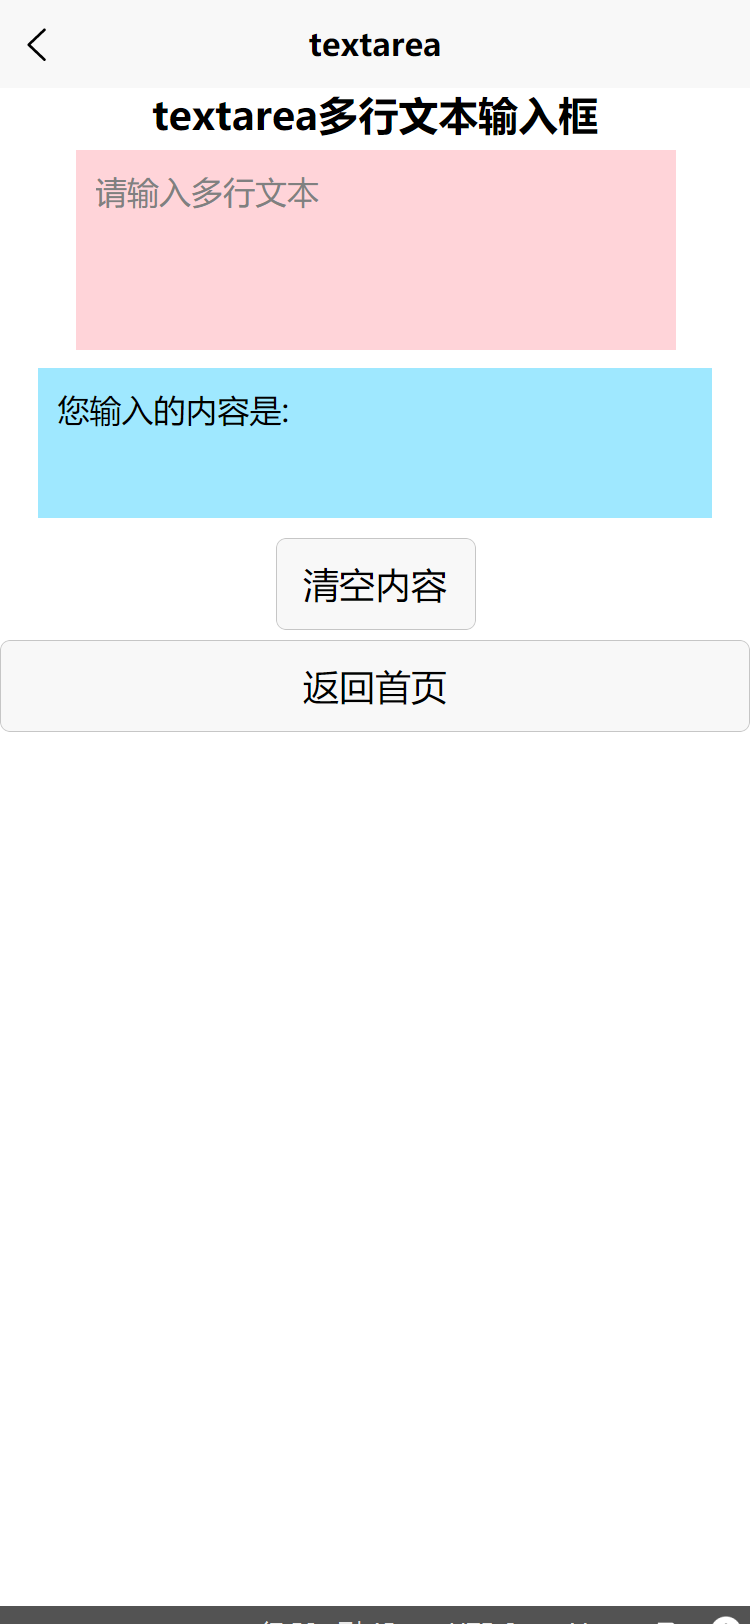 textarea
textarea多行文本输入框
请输入多行文本
您输入的内容是:
清空内容
返回首页